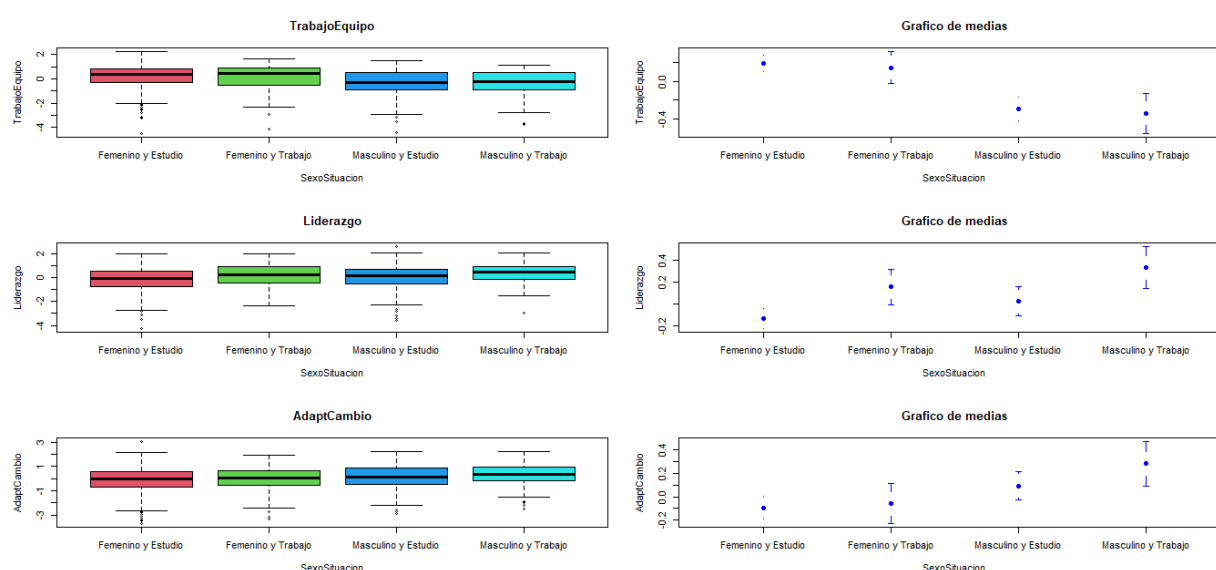 TrabajoEquipo
TrabajoEquipo
2
0
-2
-4
Femenino y Estudio Femenino y Trabajo Masculino y Estudio Masculino y Trabajo
SexoSituacion
Grafico de medias
TrabajoEquipo
0.0
-0.4
Femenino y Estudio Femenino y Trabajo Masculino y Estudio Masculino y Trabajo
SexoSituacion
Liderazgo
Liderazgo
2
0
-2
-4
Femenino y Estudio Femenino y Trabajo Masculino y Estudio Masculino y Trabajo
SexoSituacion
Grafico de medias
Liderazgo
0.4
0.2
-0.2
Femenino y Estudio Femenino y Trabajo Masculino y Estudio Masculino y Trabajo
SexoSituacion
AdaptCambio
AdaptCambio
3
1
-1
-3
Femenino y Estudio Femenino y Trabajo Masculino y Estudio Masculino y Trabajo
SexoSituacion
Grafico de medias
AdaptCambio
0.4
0.2
0.0
-0.2
Femenino y Estudio Femenino y Trabajo Masculino y Estudio Masculino y Trabajo
SexoSituacion